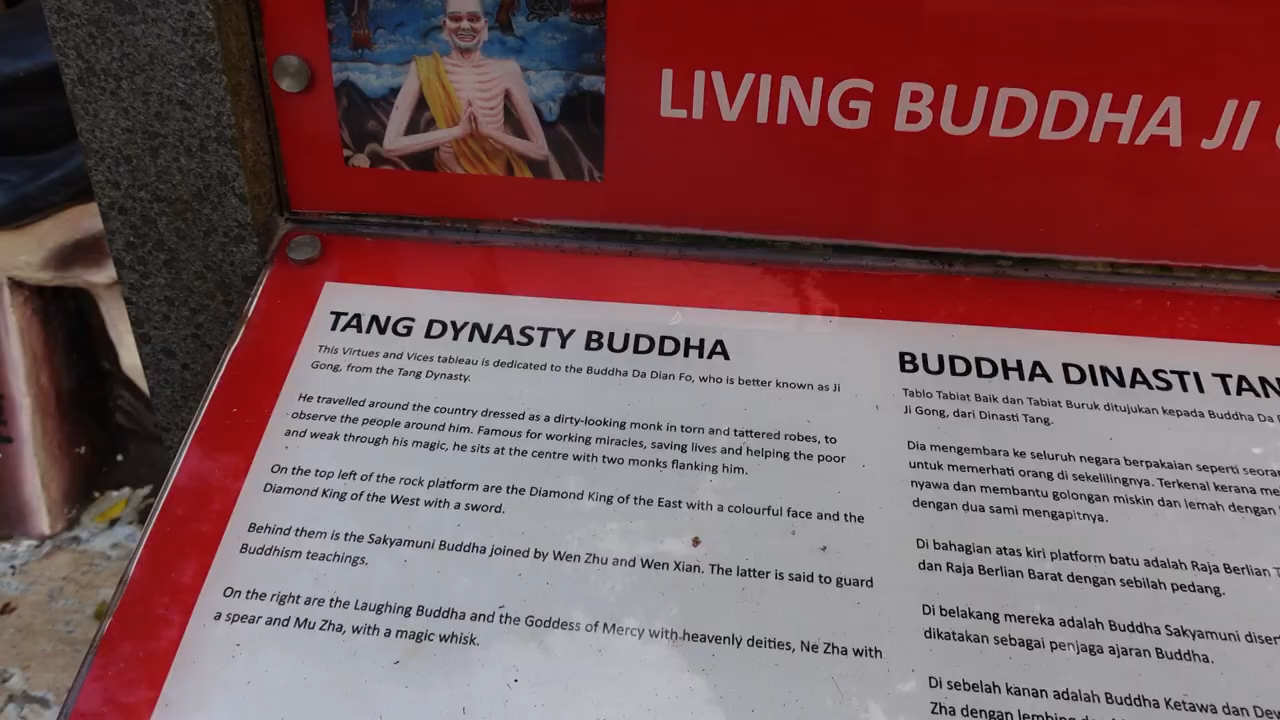 LIVING BUDDHA JI
TANG DYNASTY BUDDHA
This Virtues and Vices tableau is dedicated to the Buddha Da Dian Fo, who is better known as Ji
Gong, from the Tang Dynasty.
He travelled around the country dressed as a dirty-looking monk in torn and tattered robes, to
observe the people around him. Famous for working miracles, saving lives and helping the poor
and weak through his magic, he sits at the centre with two monks flanking him.
On the top left of the rock platform are the Diamond King of the East with a colourful face and the
Diamond King of the West with a sword.
Behind them is the Sakyamuni Buddha joined by Wen Zhu and Wen Xian. The latter is said to guard
Buddhism teachings.
On the right are the Laughing Buddha and the Goddess of Mercy with heavenly deities, Ne Zha with
a spear and Mu Zha, with a magic whisk.
BUDDHA DINASTI TAN
Tablo Tabiat Baik dan Tabiat Buruk ditujukan kepada Buddha Da
Ji Gong, dari Dinasti Tang.
Dia mengembara ke seluruh negara berpakaian seperti seora
untuk memerhati orang di sekelilingnya. Terkenal kerana me
nyawa dan membantu golongan miskin dan lemah dengan
dengan dua sami mengapitnya.
Di bahagian atas kiri platform batu adalah Raja Berlian T
dan Raja Berlian Barat dengan sebilah pedang.
Di belakang mereka adalah Buddha Sakyamuni diser
dikatakan sebagai penjaga ajaran Buddha.
Di sebelah kanan adalah Buddha Ketawa dan Dew
Zha dengan lembing